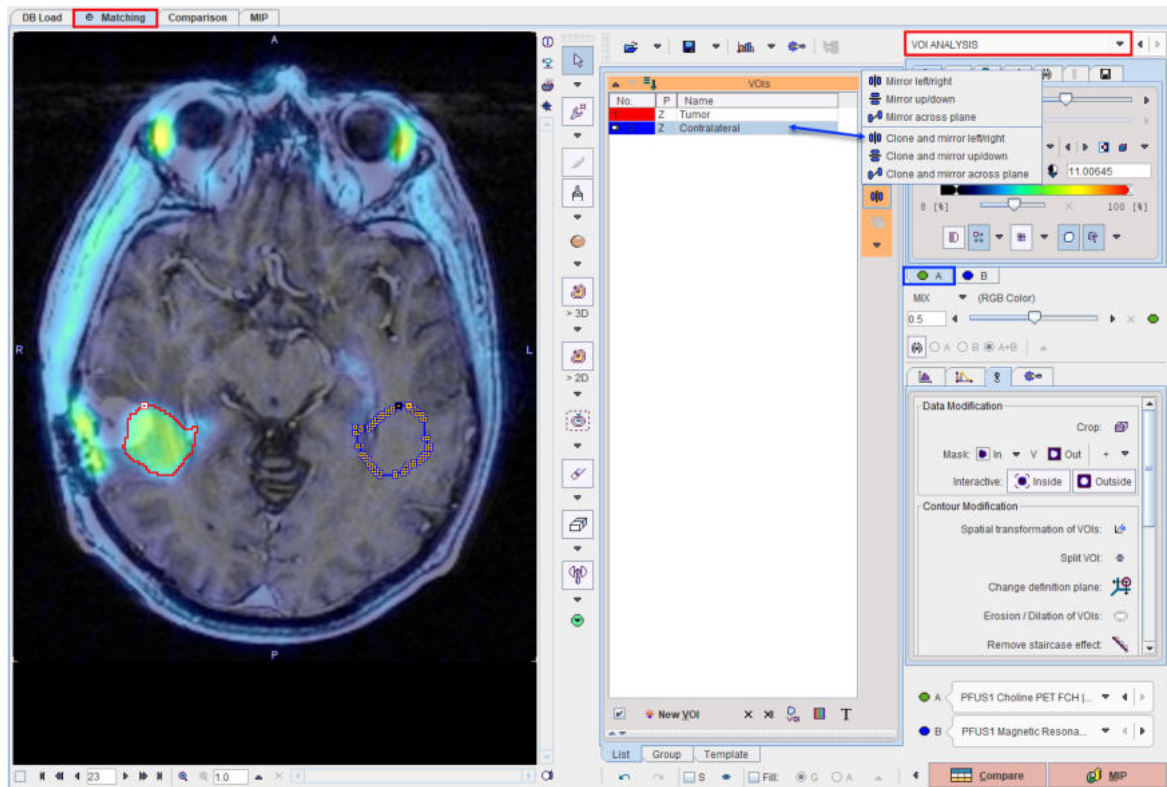 DB Load Matching Comparison MIP
A
R
L
P
23
1.0
VOIs
No. P Name
1 Z Tumor
Z Contralateral
New VOI
VOI
T
List Group Template
S Fill: G A
Mirror left/right
Mirror up/down
Mirror across plane
Clone and mirror left/right
Clone and mirror up/down
Clone and mirror across plane
> 3D
> 2D
VOI ANALYSIS
11.00645
0 [%] 100 [%]
A B
MIX (RGB Color)
0.5
A B A+B
Data Modification
Crop:
Mask: In V Out +
Interactive: Inside Outside
Contour Modification
Spatial transformation of VOIs:
Split VOI:
Change definition plane:
Erosion / Dilation of VOIs:
Remove staircase effect:
A PFUS1 Choline PET FCH |...
B PFUS1 Magnetic Resona...
Compare MIP